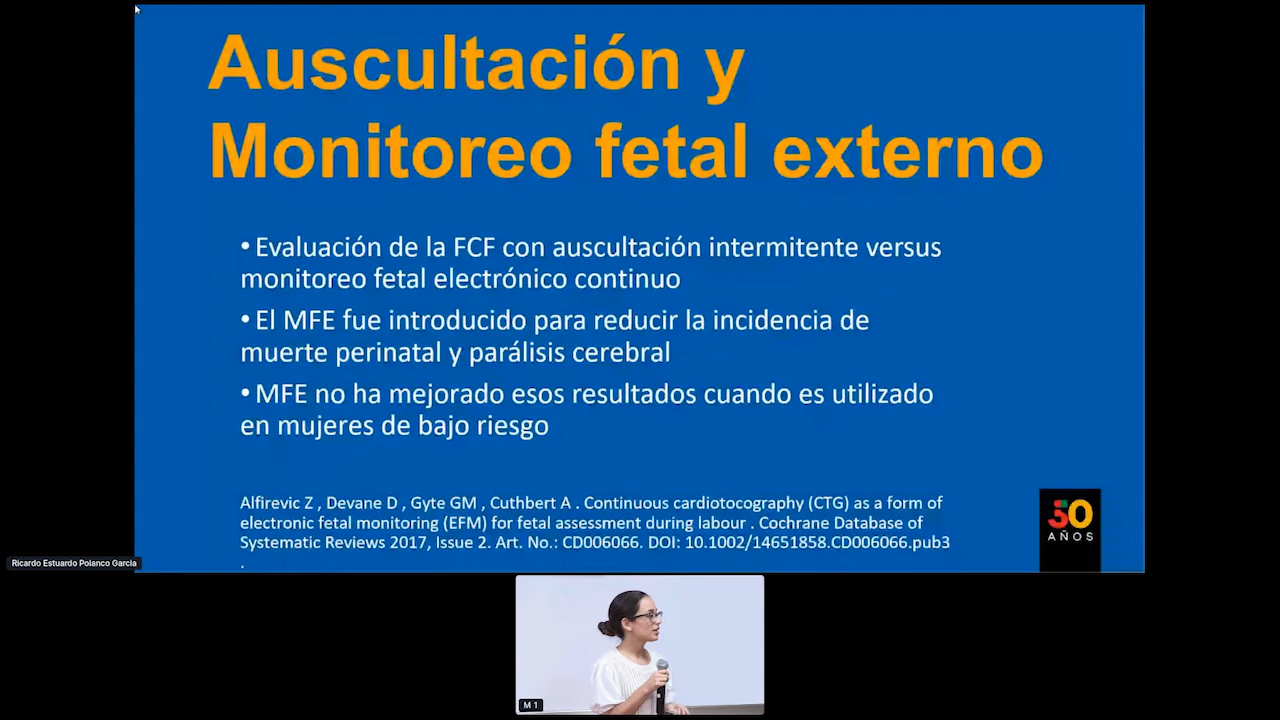 Auscultación y
Monitoreo fetal externo
• Evaluación de la FCF con auscultación intermitente versus
monitoreo fetal electrónico continuo
• El MFE fue introducido para reducir la incidencia de
muerte perinatal y parálisis cerebral
• MFE no ha mejorado esos resultados cuando es utilizado
en mujeres de bajo riesgo
Alfirevic Z , Devane D , Gyte GM , Cuthbert A . Continuous cardiotocography (CTG) as a form of
electronic fetal monitoring (EFM) for fetal assessment during labour . Cochrane Database of
Systematic Reviews 2017, Issue 2. Art. No.: CD006066. DOI: 10.1002/14651858.CD006066.pub3
.
50
AÑOS
Ricardo Estuardo Polanco Garcia
M 1